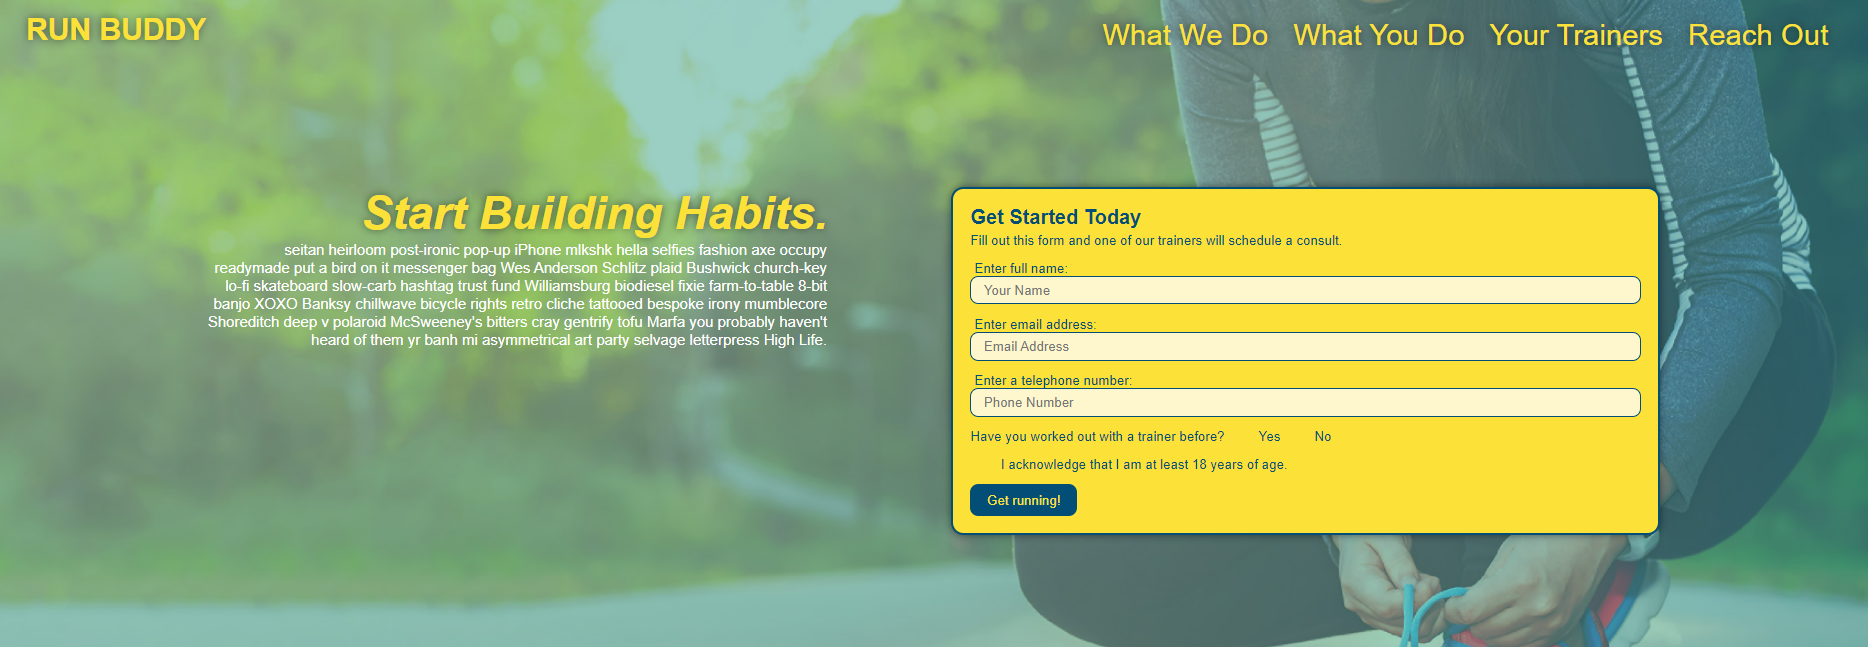 RUN BUDDY
What We Do What You Do Your Trainers Reach Out
Start Building Habits.
seitan heirloom post-ironic pop-up iPhone mlkshk hella selfies fashion axe occupy
readymade put a bird on it messenger bag Wes Anderson Schlitz plaid Bushwick church-key
lo-fi skateboard slow-carb hashtag trust fund Williamsburg biodiesel fixie farm-to-table 8-bit
banjo XOXO Banksy chillwave bicycle rights retro cliche tattooed bespoke irony mumblecore
Shoreditch deep v polaroid McSweeney's bitters cray gentrify tofu Marfa you probably haven't
heard of them yr banh mi asymmetrical art party selvage letterpress High Life.
Get Started Today
Fill out this form and one of our trainers will schedule a consult.
Enter full name:
Your Name
Enter email address:
Email Address
Enter a telephone number:
Phone Number
Have you worked out with a trainer before? Yes No
I acknowledge that I am at least 18 years of age.
Get running!